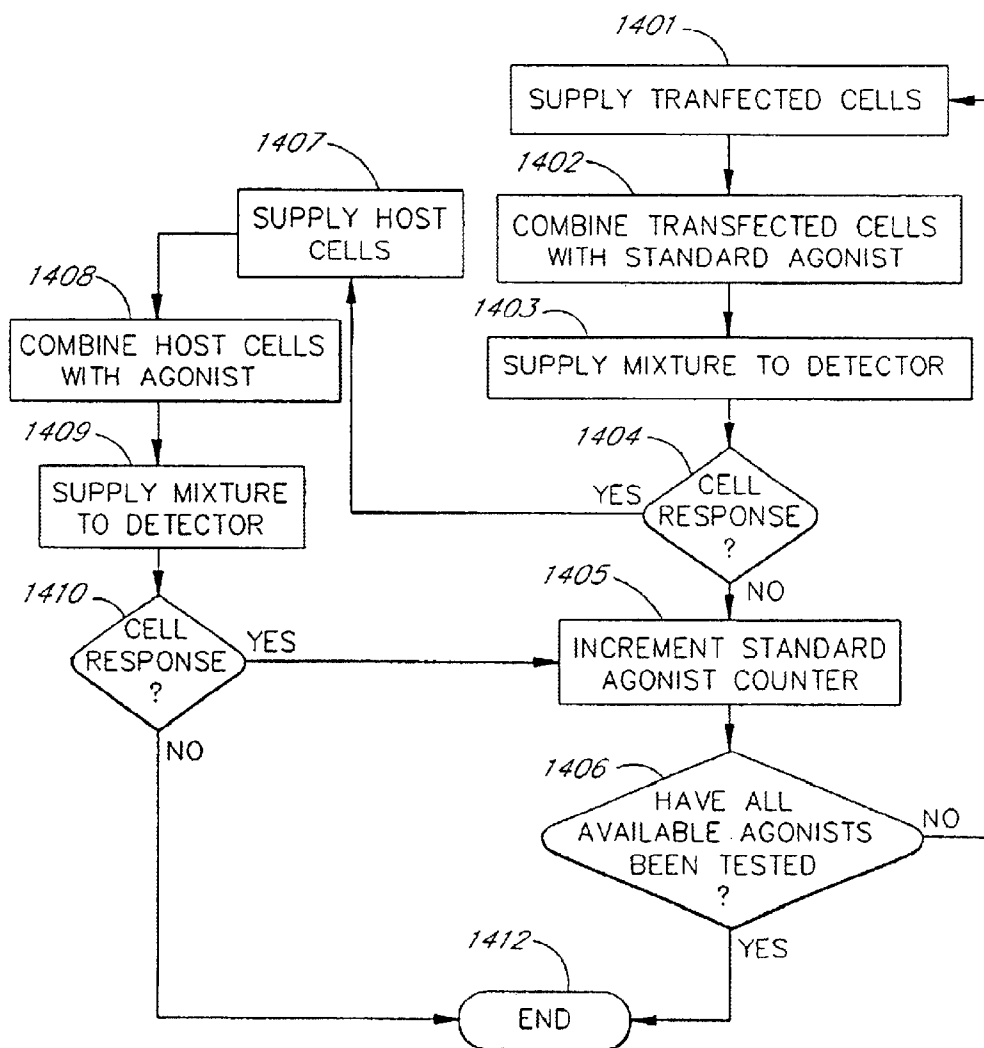 1401
SUPPLY TRANFECTED CELLS
1402
COMBINE TRANSFECTED CELLS
WITH STANDARD AGONIST
1403
SUPPLY MIXTURE TO DETECTOR
1404
CELL
RESPONSE
?
YES
NO
1407
SUPPLY HOST
CELLS
1408
COMBINE HOST CELLS
WITH AGONIST
1409
SUPPLY MIXTURE
TO DETECTOR
1410
CELL
RESPONSE
?
YES
NO
1405
INCREMENT STANDARD
AGONIST COUNTER
1406
HAVE ALL
AVAILABLE AGONISTS
BEEN TESTED
?
NO
YES
1412
END